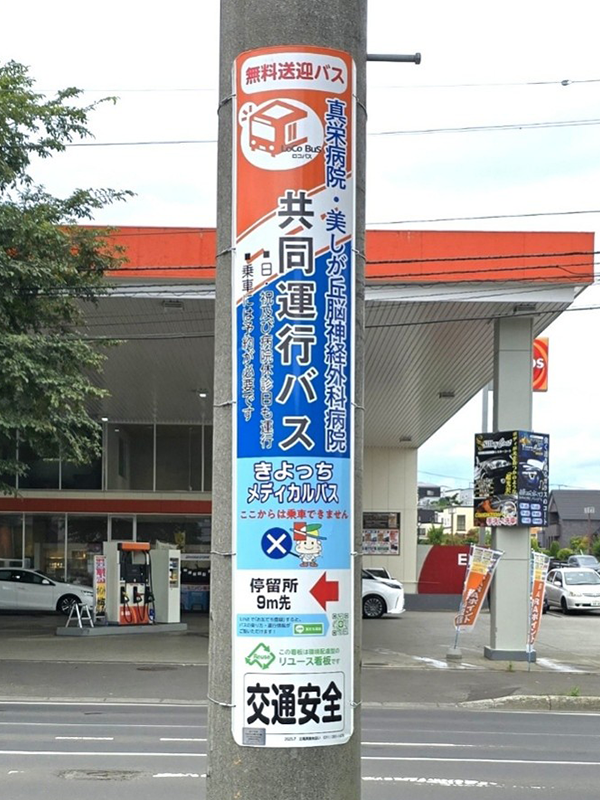 無料送迎バス
LoCo BuS
ロコバス
真栄病院・美しが丘脳神経外科病院
共同運行バス
■日・祝及び病院休診日も運行
■乗車には予約が必要です
きよっち
メディカルバス
ここからは乗車できません
停留所
9m先
この看板は環境配慮型の
リユース看板です
Reuse
交通安全